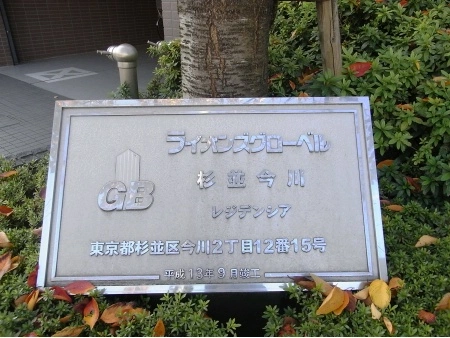 ライオンズグローベル
杉並今川
レジデンシア
GB
東京都杉並区今川2丁目12番15号
平成13年9月竣工